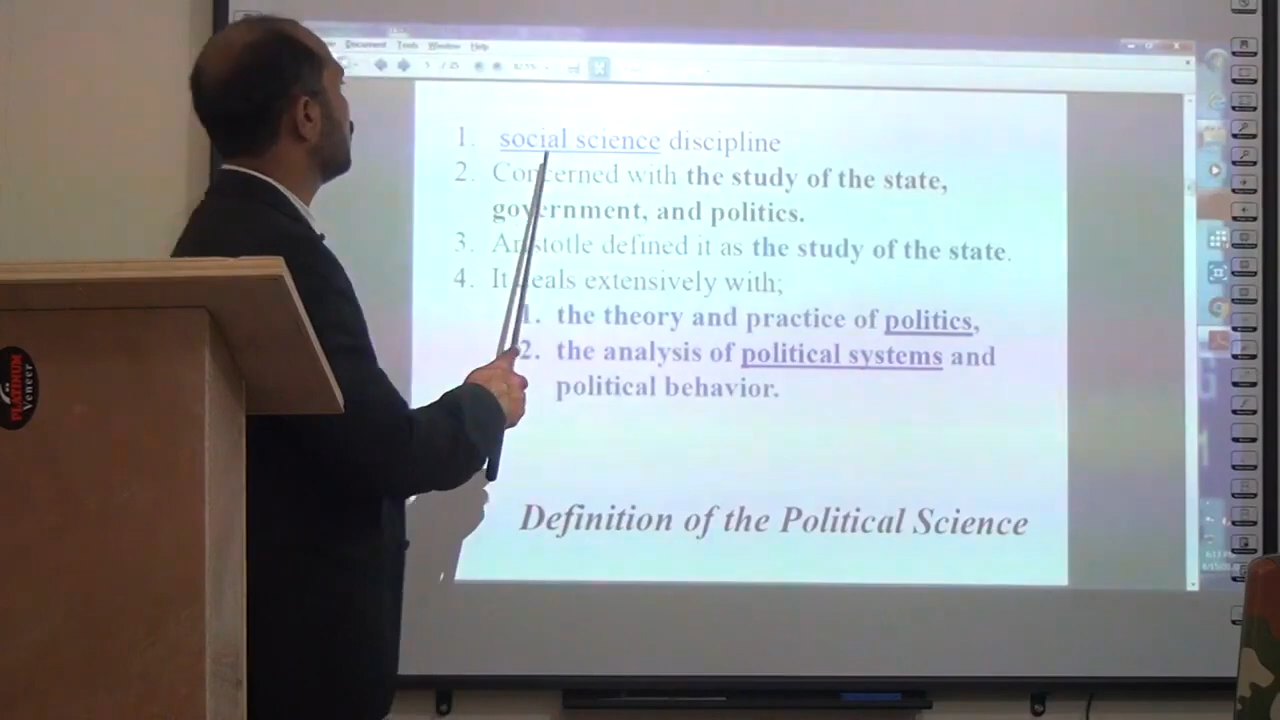 Document Tools Window Help
1. social science discipline
2. Concerned with the study of the state,
government, and politics.
3. Aristotle defined it as the study of the state.
4. It deals extensively with;
1. the theory and practice of politics,
2. the analysis of political systems and
political behavior.
Definition of the Political Science
PLATINUM
Veneer